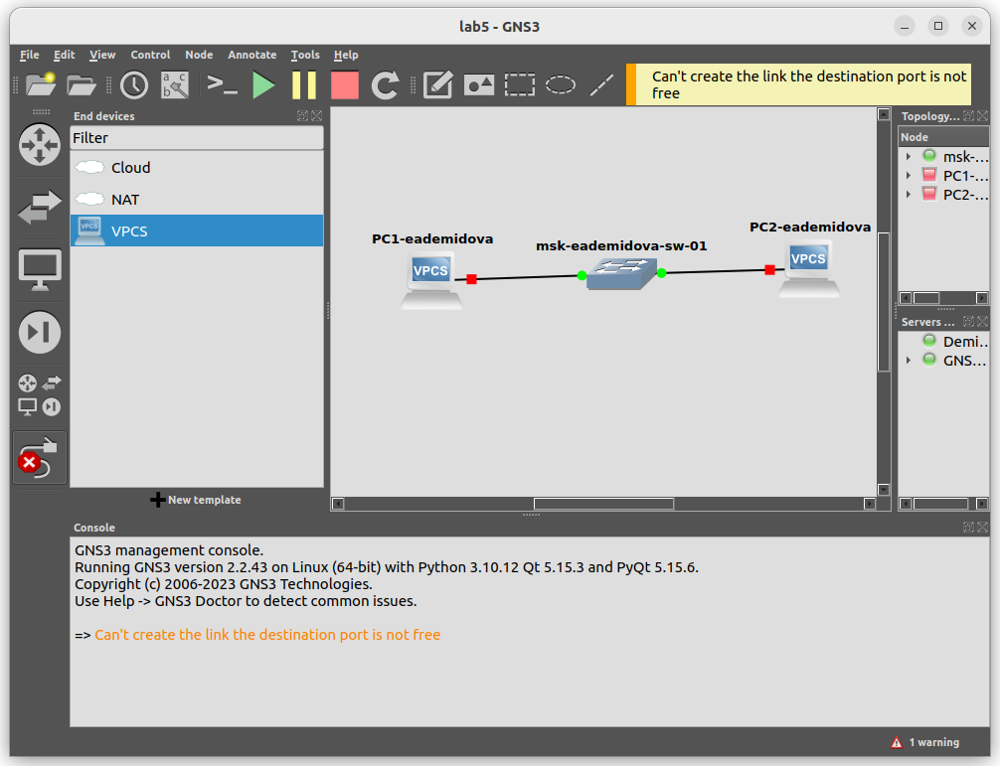 lab5 - GNS3
File Edit View Control Node Annotate Tools Help
a c
b
Can't create the link the destination port is not
free
End devices
Filter
Cloud
NAT
VPCS
VPCS
New template
PC1-eademidova
VPCS
msk-eademidova-sw-01
PC2-eademidova
VPCS
Topology...
Node
msk-...
PC1-...
PC2-...
Servers ...
Demi...
GNS...
Console
GNS3 management console.
Running GNS3 version 2.2.43 on Linux (64-bit) with Python 3.10.12 Qt 5.15.3 and PyQt 5.15.6.
Copyright (c) 2006-2023 GNS3 Technologies.
Use Help -> GNS3 Doctor to detect common issues.
=> Can't create the link the destination port is not free
1 warning